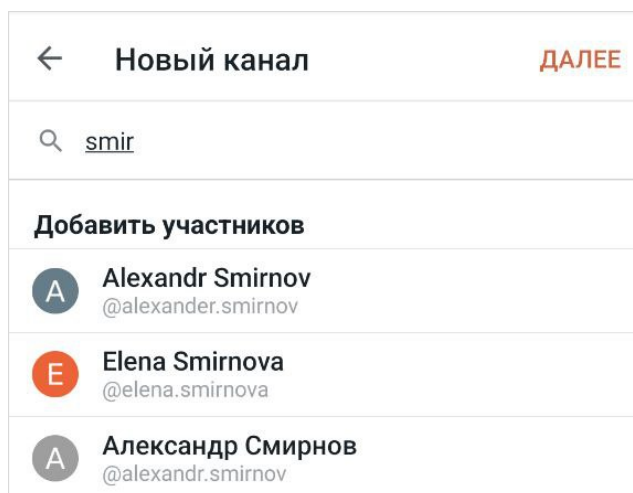 Новый канал ДАЛЕЕ
smir
Добавить участников
A Alexandr Smirnov
@alexander.smirnov
E Elena Smirnova
@elena.smirnova
А Александр Смирнов
@alexandr.smirnov